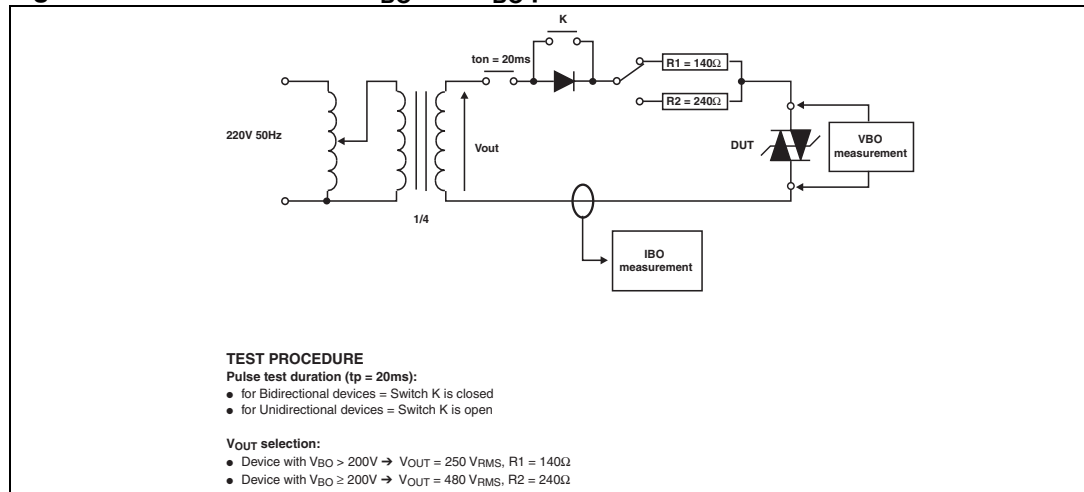 K
ton = 20ms
R1 = 140Ω
R2 = 240Ω
220V 50Hz
Vout
DUT
VBO
measurement
1/4
IBO
measurement
TEST PROCEDURE
Pulse test duration (tp = 20ms):
● for Bidirectional devices = Switch K is closed
● for Unidirectional devices = Switch K is open
VOUT selection:
● Device with VBO > 200V ➔ VOUT = 250 VRMS, R1 = 140Ω
● Device with VBO ≥ 200V ➔ VOUT = 480 VRMS, R2 = 240Ω